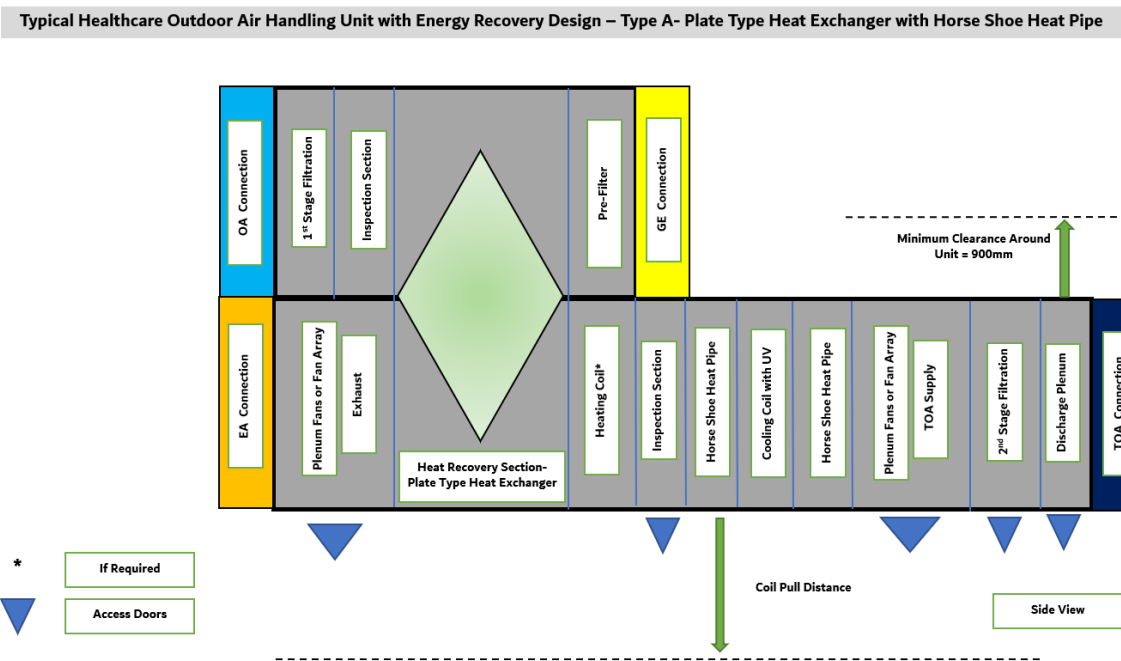 Typical Healthcare Outdoor Air Handling Unit with Energy Recovery Design – Type A- Plate Type Heat Exchanger with Horse Shoe Heat Pipe
OA Connection
1st Stage Filtration
Inspection Section
Pre-Filter
GE Connection
Minimum Clearance Around
Unit = 900mm
EA Connection
Plenum Fans or Fan Array
Exhaust
Heat Recovery Section-
Plate Type Heat Exchanger
Heating Coil*
Inspection Section
Horse Shoe Heat Pipe
Cooling Coil with UV
Horse Shoe Heat Pipe
Plenum Fans or Fan Array
TOA Supply
2nd Stage Filtration
Discharge Plenum
TOA Connection
*
If Required
Access Doors
Coil Pull Distance
Side View